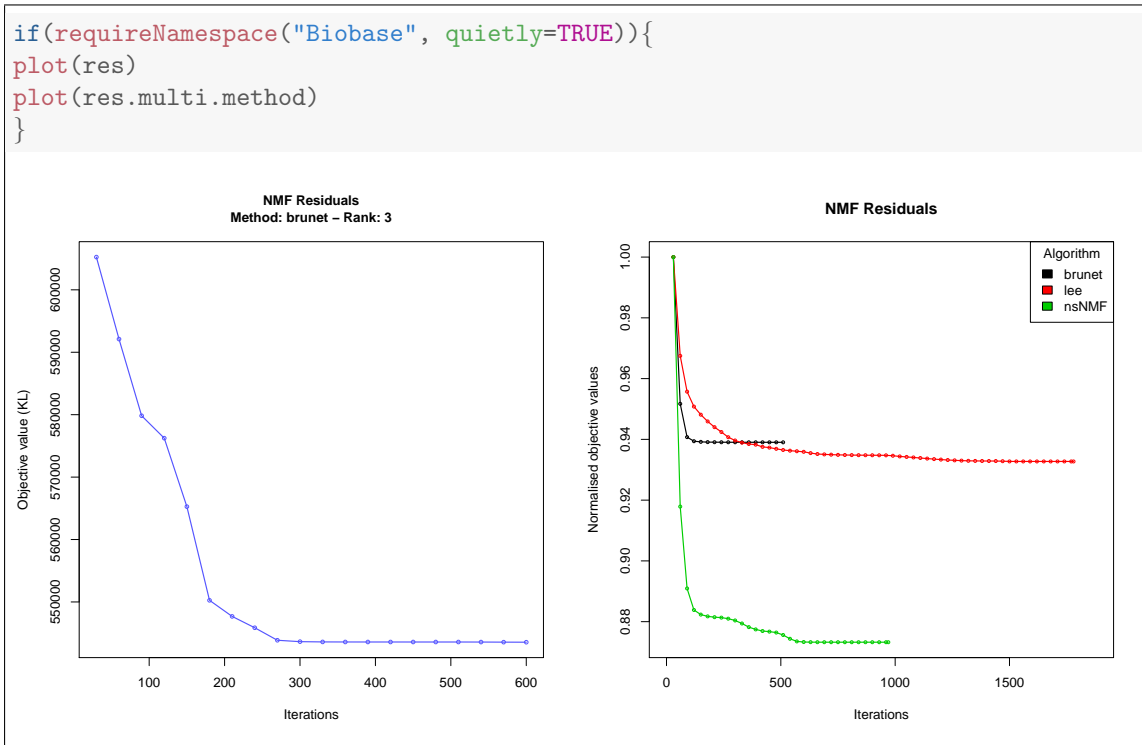 if(requireNamespace("Biobase", quietly=TRUE)){
plot(res)
plot(res.multi.method)
}
NMF Residuals
Method: brunet − Rank: 3
Objective value (KL)
600000
590000
580000
570000
560000
550000
100 200 300 400 500 600
Iterations
NMF Residuals
Normalised objective values
1.00
0.98
0.96
0.94
0.92
0.90
0.88
Algorithm
brunet
lee
nsNMF
0 500 1000 1500
Iterations